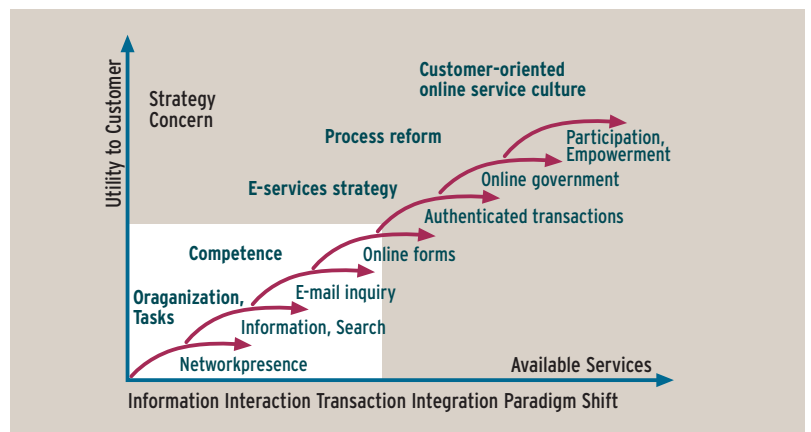 Customer-oriented
online service culture
Utility to Customer
Strategy
Concern
Process reform
Participation,
Empowerment
E-services strategy
Online government
Authenticated transactions
Competence
Online forms
Oraganization,
Tasks
E-mail inquiry
Information, Search
Networkpresence
Available Services
Information Interaction Transaction Integration Paradigm Shift